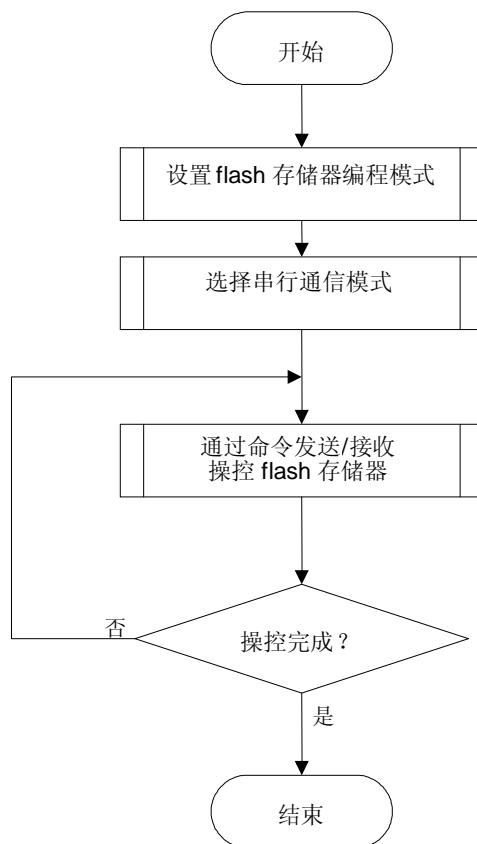 开始
设置 flash 存储器编程模式
选择串行通信模式
通过命令发送/接收
操控 flash 存储器
操控完成？
否
是
结束